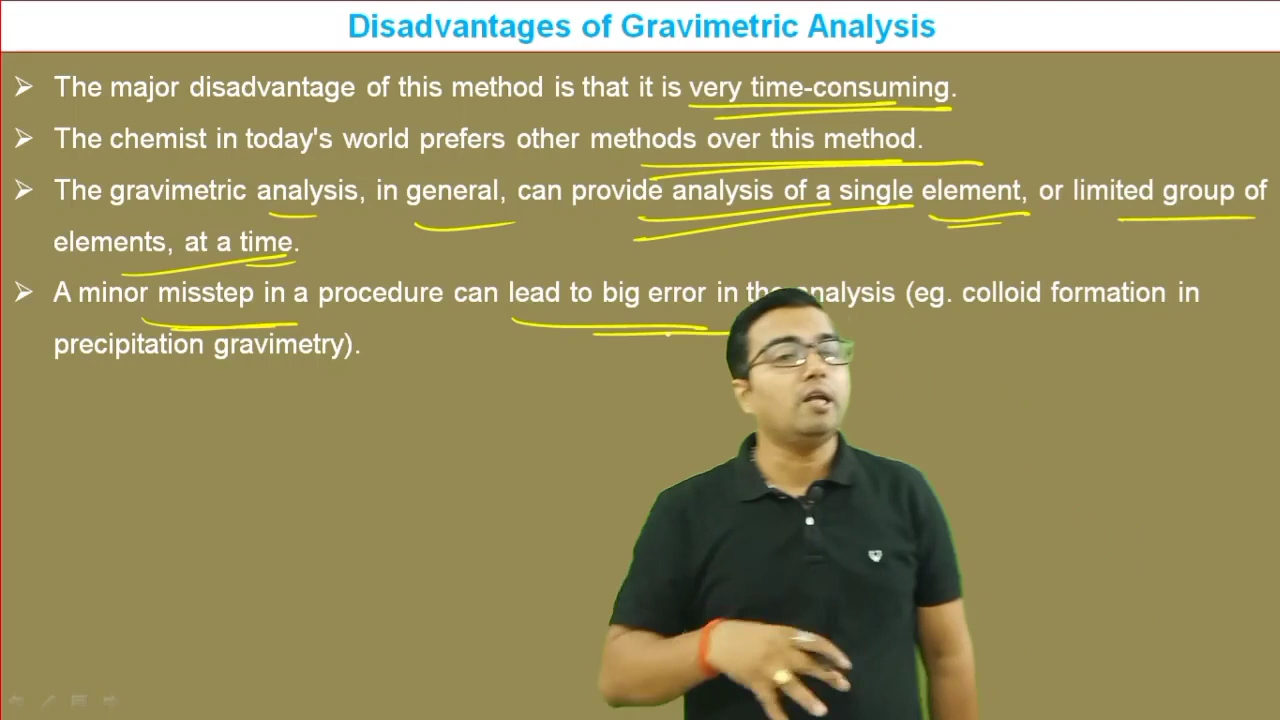 Disadvantages of Gravimetric Analysis
➢ The major disadvantage of this method is that it is very time-consuming.
➢ The chemist in today's world prefers other methods over this method.
➢ The gravimetric analysis, in general, can provide analysis of a single element, or limited group of
elements, at a time.
➢ A minor misstep in a procedure can lead to big error in the analysis (eg. colloid formation in
precipitation gravimetry).